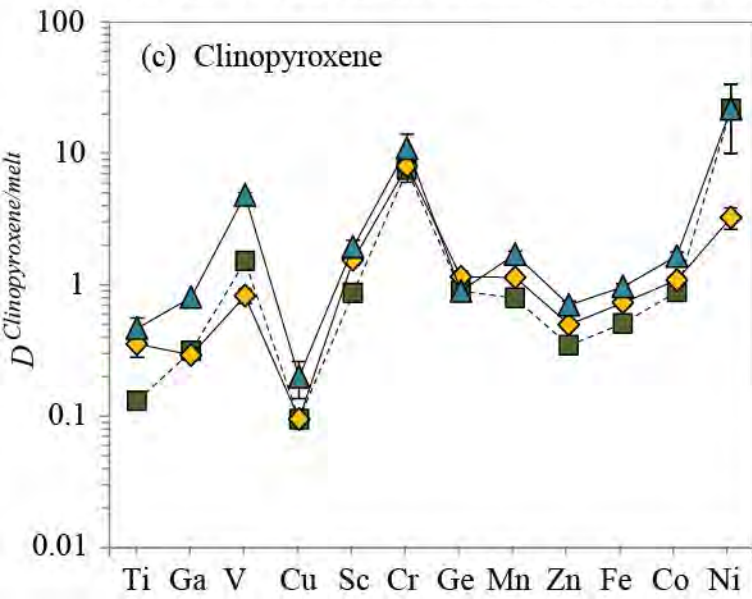 100
(c) Clinopyroxene
10
1
0.1
0.01
D^Clinopyroxene/melt
Ti Ga V Cu Sc Cr Ge Mn Zn Fe Co Ni